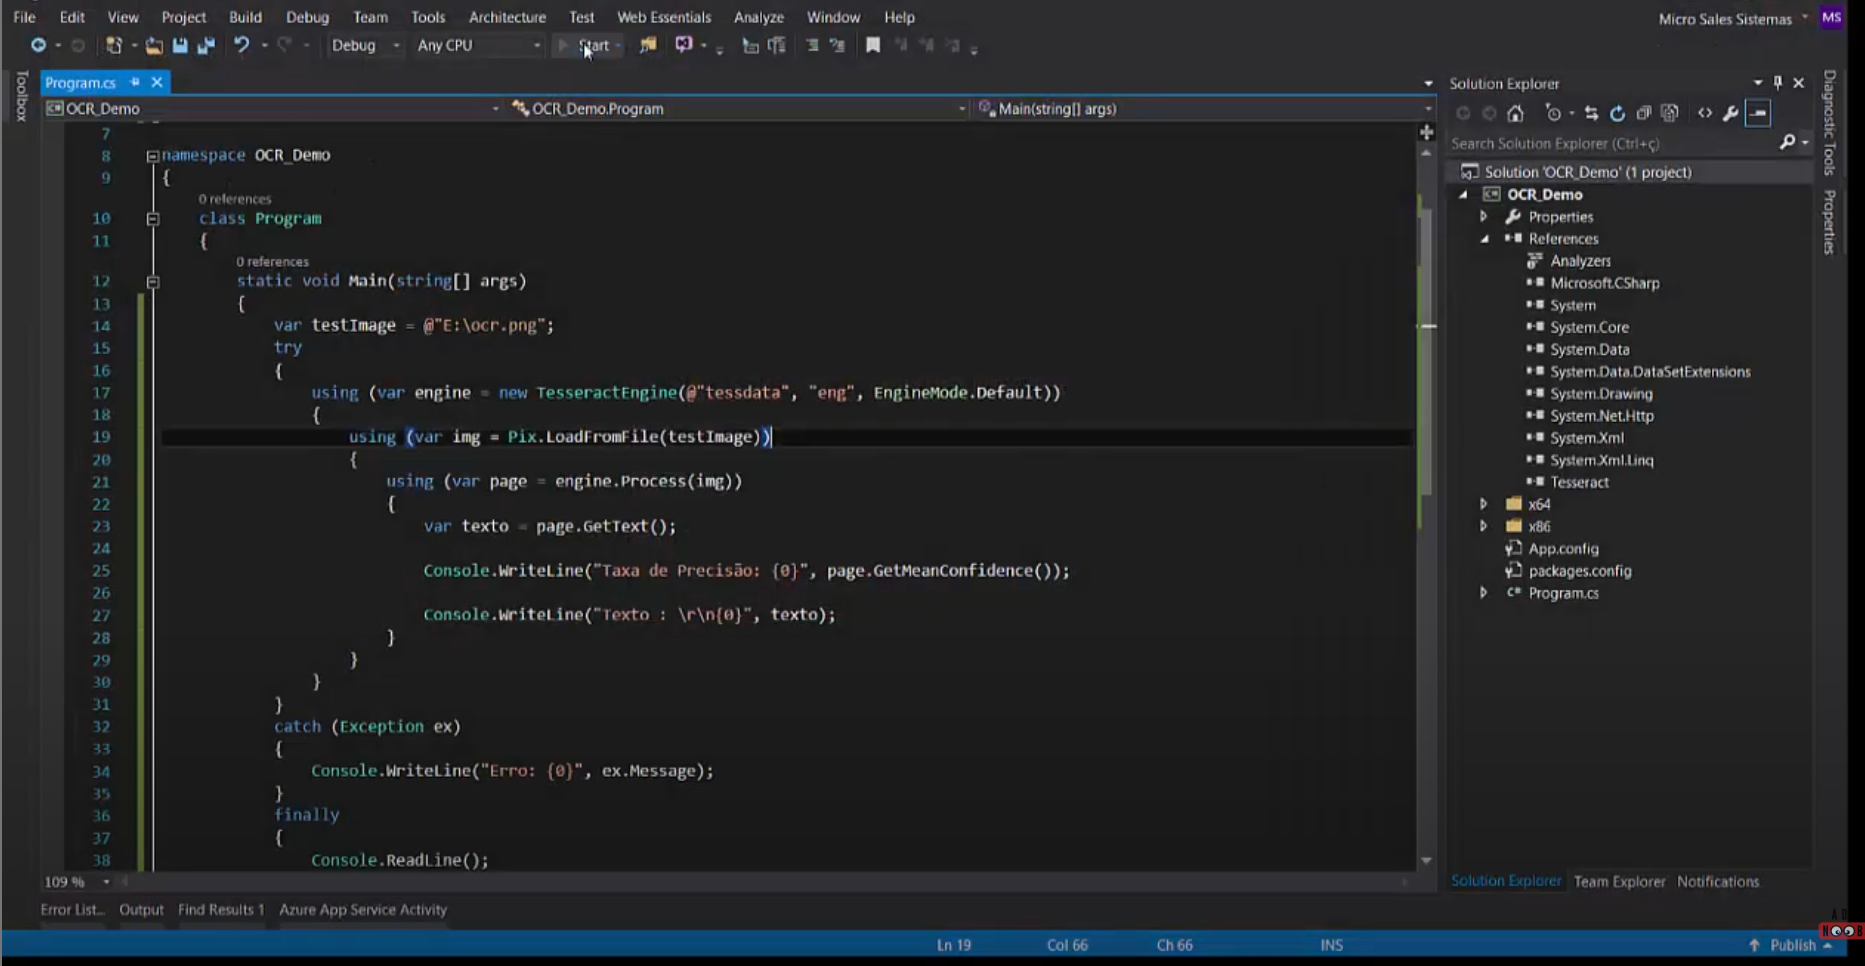 File Edit View Project Build Debug Team Tools Architecture Test Web Essentials Analyze Window Help
Micro Sales Sistemas MS
Debug Any CPU Start
Toolbox
Program.cs
OCR_Demo OCR_Demo.Program Main(string[] args)
7
8 namespace OCR_Demo
9 {
0 references
10 class Program
11 {
0 references
12 static void Main(string[] args)
13 {
14 var testImage = @"E:\ocr.png";
15 try
16 {
17 using (var engine = new TesseractEngine(@"tessdata", "eng", EngineMode.Default))
18 {
19 using (var img = Pix.LoadFromFile(testImage))
20 {
21 using (var page = engine.Process(img))
22 {
23 var texto = page.GetText();
24
25 Console.WriteLine("Taxa de Precisão: {0}", page.GetMeanConfidence());
26
27 Console.WriteLine("Texto : \r\n{0}", texto);
28 }
29 }
30 }
31 }
32 catch (Exception ex)
33 {
34 Console.WriteLine("Erro: {0}", ex.Message);
35 }
36 finally
37 {
38 Console.ReadLine();
109 %
Error List... Output Find Results 1 Azure App Service Activity
Solution Explorer
Search Solution Explorer (Ctrl+ç)
Solution 'OCR_Demo' (1 project)
OCR_Demo
Properties
References
Analyzers
Microsoft.CSharp
System
System.Core
System.Data
System.Data.DataSetExtensions
System.Drawing
System.Net.Http
System.Xml
System.Xml.Linq
Tesseract
x64
x86
App.config
packages.config
Program.cs
Solution Explorer Team Explorer Notifications
Diagnostic Tools
Properties
Ln 19 Col 66 Ch 66 INS
Publish